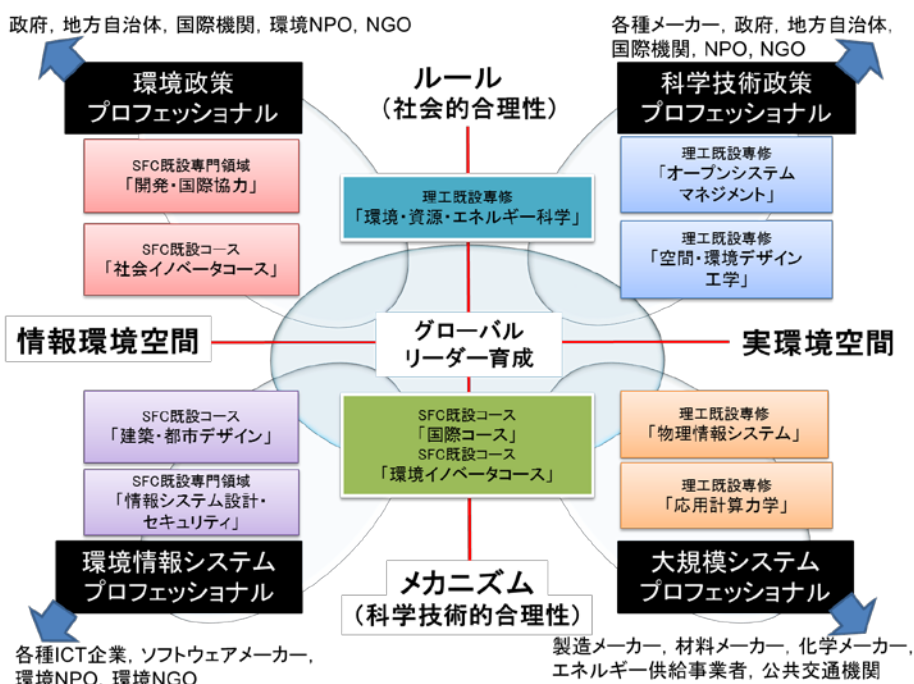 政府, 地方自治体, 国際機関, 環境NPO, NGO
各種メーカー, 政府, 地方自治体,
国際機関, NPO, NGO
環境政策
プロフェッショナル
ルール
(社会的合理性)
科学技術政策
プロフェッショナル
SFC既設専門領域
「開発・国際協力」
SFC既設コース
「社会イノベータコース」
理工既設専修
「環境・資源・エネルギー科学」
理工既設専修
「オープンシステム
マネジメント」
理工既設専修
「空間・環境デザイン
工学」
情報環境空間
グローバル
リーダー育成
実環境空間
SFC既設コース
「建築・都市デザイン」
SFC既設専門領域
「情報システム設計・
セキュリティ」
SFC既設コース
「国際コース」
SFC既設コース
「環境イノベータコース」
理工既設専修
「物理情報システム」
理工既設専修
「応用計算力学」
環境情報システム
プロフェッショナル
メカニズム
(科学技術的合理性)
大規模システム
プロフェッショナル
各種ICT企業, ソフトウェアメーカー,
環境NPO, 環境NGO
製造メーカー, 材料メーカー, 化学メーカー,
エネルギー供給事業者, 公共交通機関